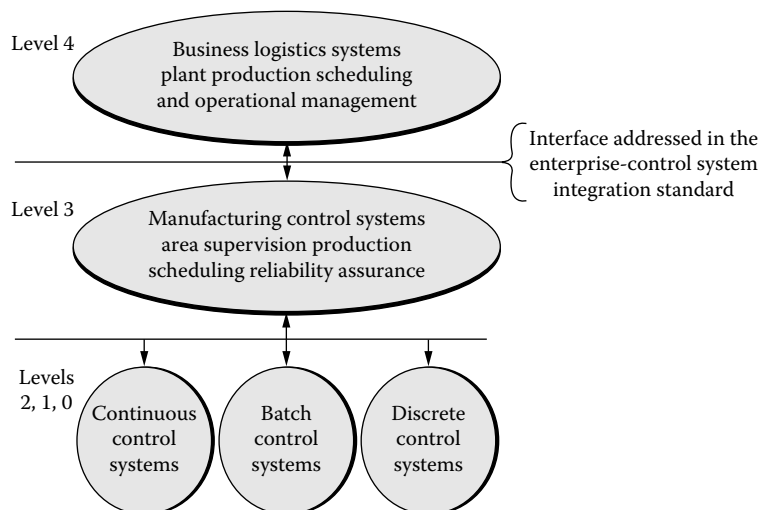 Level 4
Business logistics systems
plant production scheduling
and operational management
Interface addressed in the
enterprise-control system
integration standard
Level 3
Manufacturing control systems
area supervision production
scheduling reliability assurance
Levels
2, 1, 0
Continuous
control
systems
Batch
control
systems
Discrete
control
systems